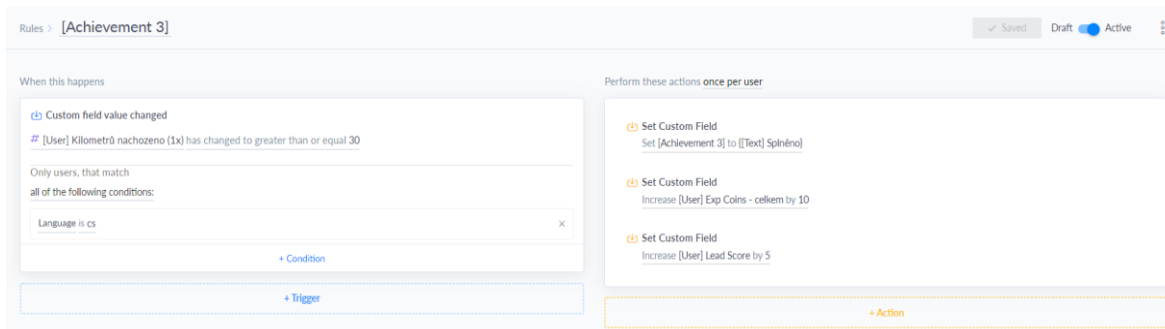 Rules > [Achievement 3]
✓ Saved
Draft
Active
When this happens
Custom field value changed
# [User] Kilometrů nachozeno (1x) has changed to greater than or equal 30
Only users, that match
all of the following conditions:
Language is cs ×
+ Condition
+ Trigger
Perform these actions once per user
Set Custom Field
Set [Achievement 3] to {[Text] Splněno}
Set Custom Field
Increase [User] Exp Coins - celkem by 10
Set Custom Field
Increase [User] Lead Score by 5
+ Action